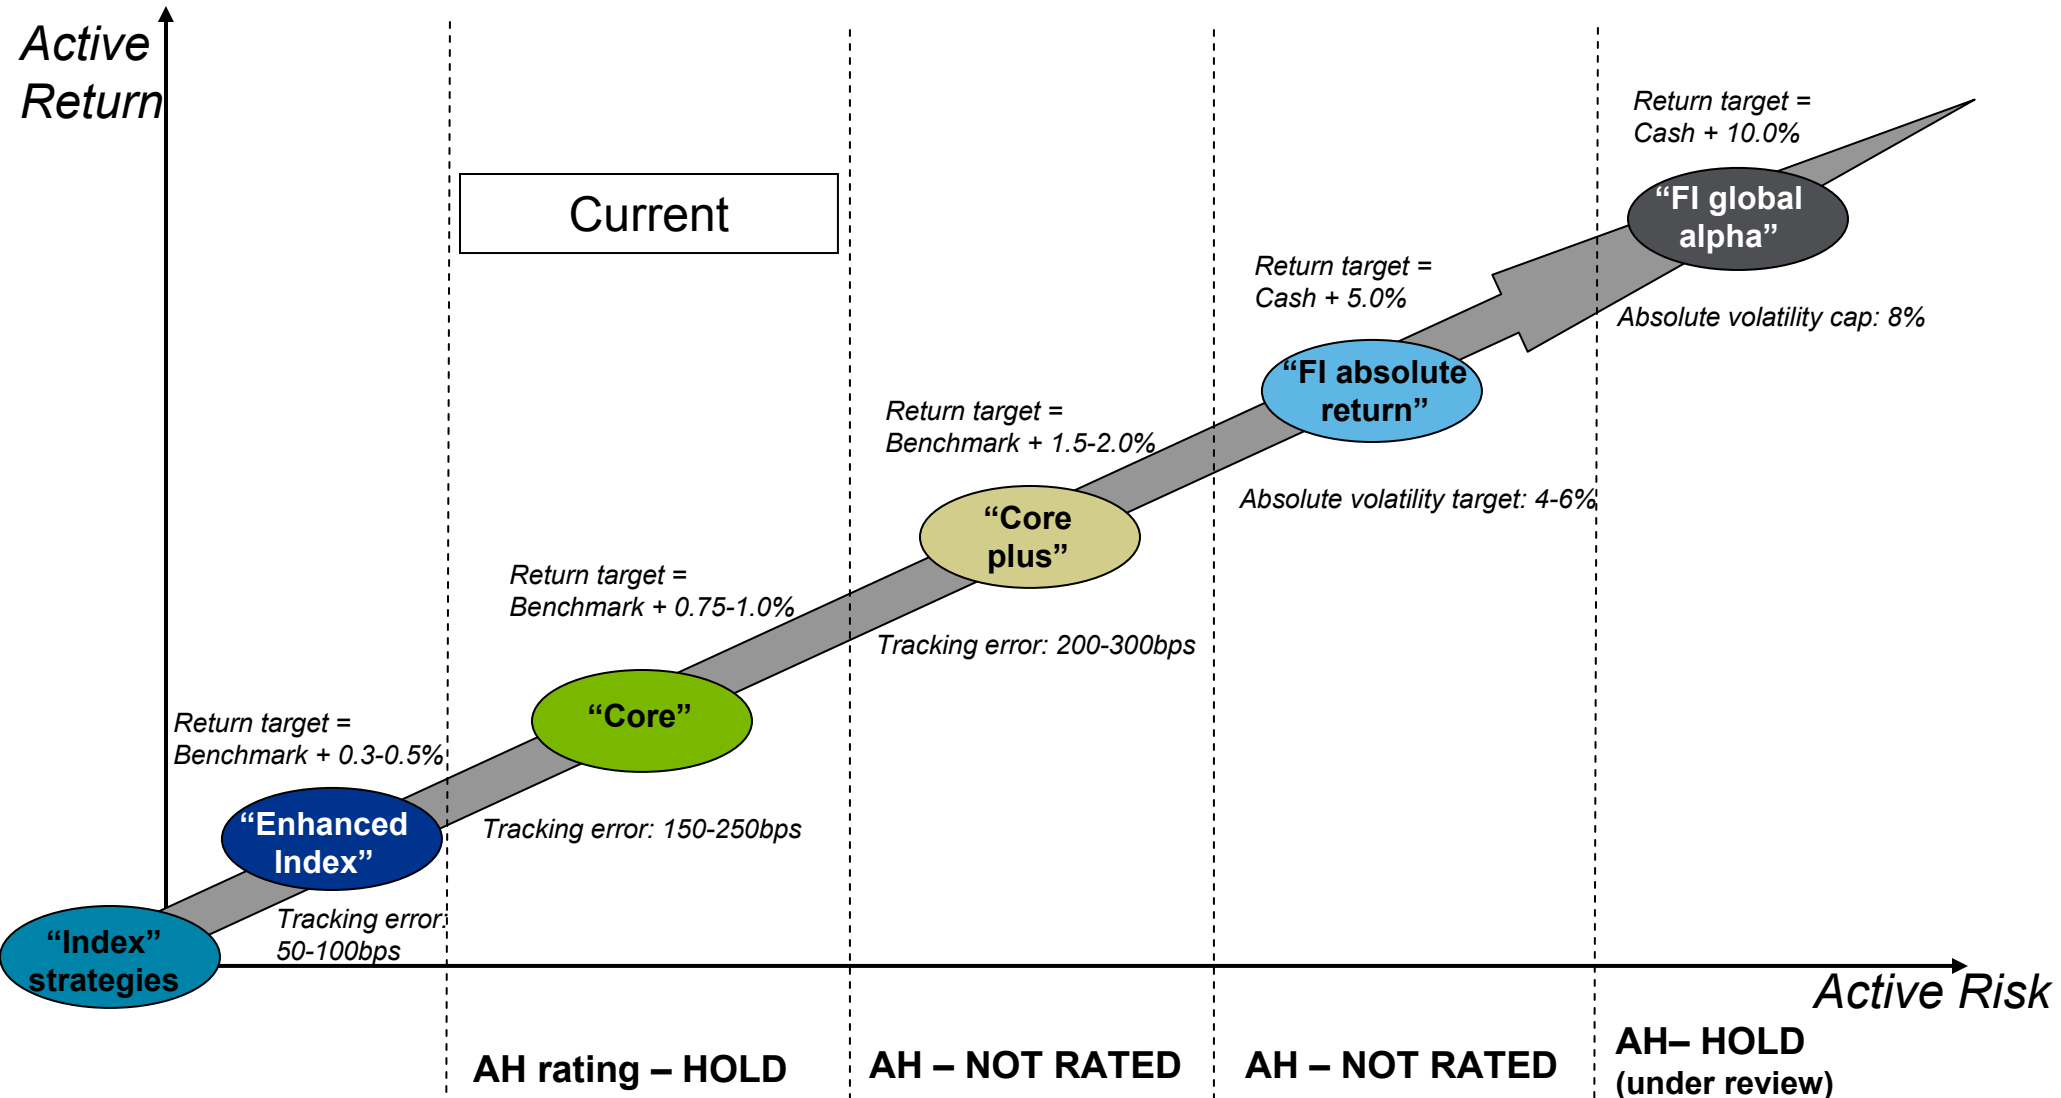 Active
Return
Return target =
Cash + 10.0%
“FI global
alpha”
Absolute volatility cap: 8%
Current
Return target =
Cash + 5.0%
“FI absolute
return”
Absolute volatility target: 4-6%
Return target =
Benchmark + 1.5-2.0%
“Core
plus”
Tracking error: 200-300bps
Return target =
Benchmark + 0.75-1.0%
“Core”
Tracking error: 150-250bps
Return target =
Benchmark + 0.3-0.5%
“Enhanced
Index”
Tracking error:
50-100bps
“Index”
strategies
Active Risk
AH rating – HOLD
AH – NOT RATED
AH – NOT RATED
AH– HOLD
(under review)